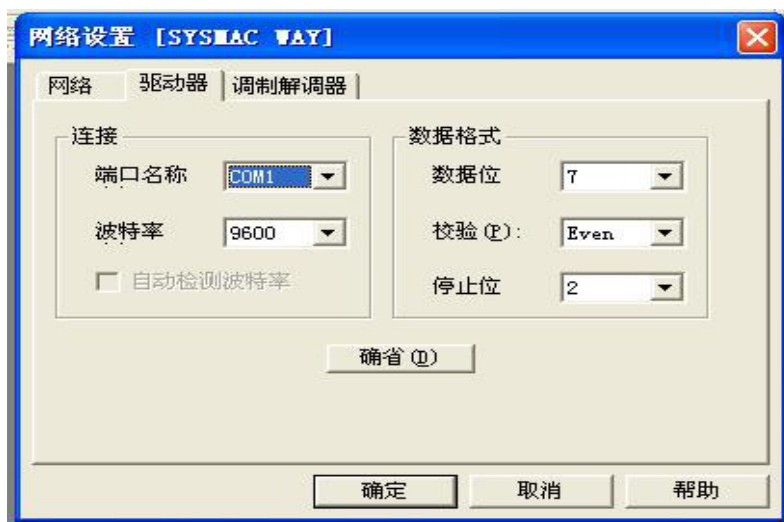 网络设置 [SYSMAC WAY]
网络 驱动器 调制解调器
连接
端口名称 COM1
波特率 9600
自动检测波特率
数据格式
数据位 7
校验(P): Even
停止位 2
确省(D)
确定 取消 帮助